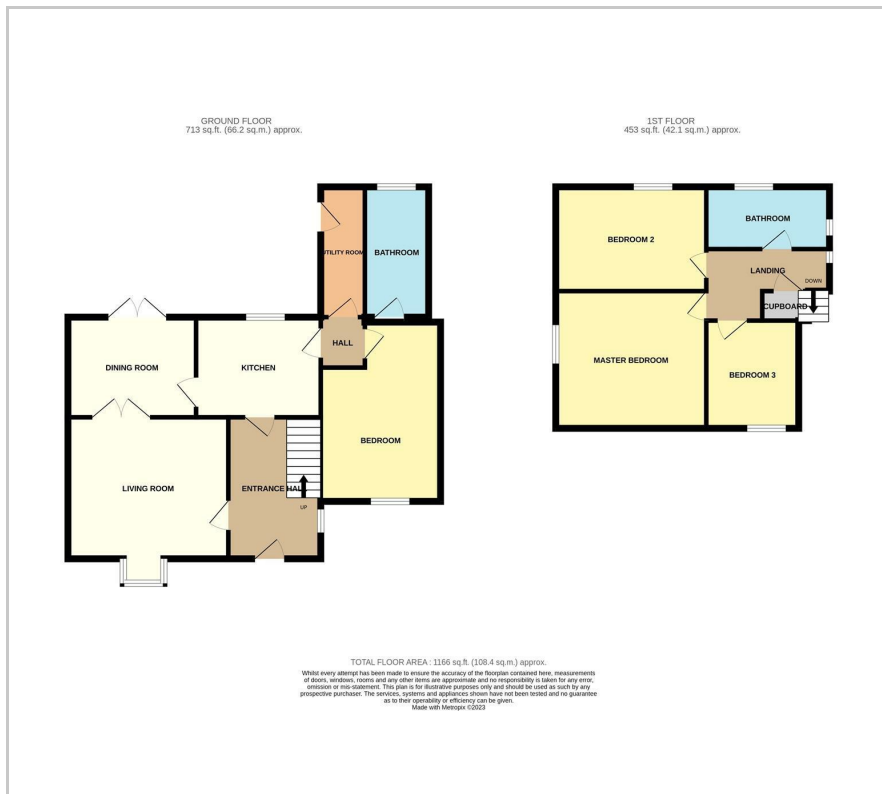 GROUND FLOOR
713 sq.ft. (66.2 sq.m.) approx.
1ST FLOOR
453 sq.ft. (42.1 sq.m.) approx.
UTILITY ROOM
BATHROOM
HALL
DINING ROOM
KITCHEN
BEDROOM
LIVING ROOM
ENTRANCE HALL
UP
BEDROOM 2
BATHROOM
LANDING
DOWN
CUPBOARD
MASTER BEDROOM
BEDROOM 3
TOTAL FLOOR AREA : 1166 sq.ft. (108.4 sq.m.) approx.
Whilst every attempt has been made to ensure the accuracy of the floorplan contained here, measurements
of doors, windows, rooms and any other items are approximate and no responsibility is taken for any error,
omission or mis-statement. This plan is for illustrative purposes only and should be used as such by any
prospective purchaser. The services, systems and appliances shown have not been tested and no guarantee
as to their operability or efficiency can be given.
Made with Metropix ©2023